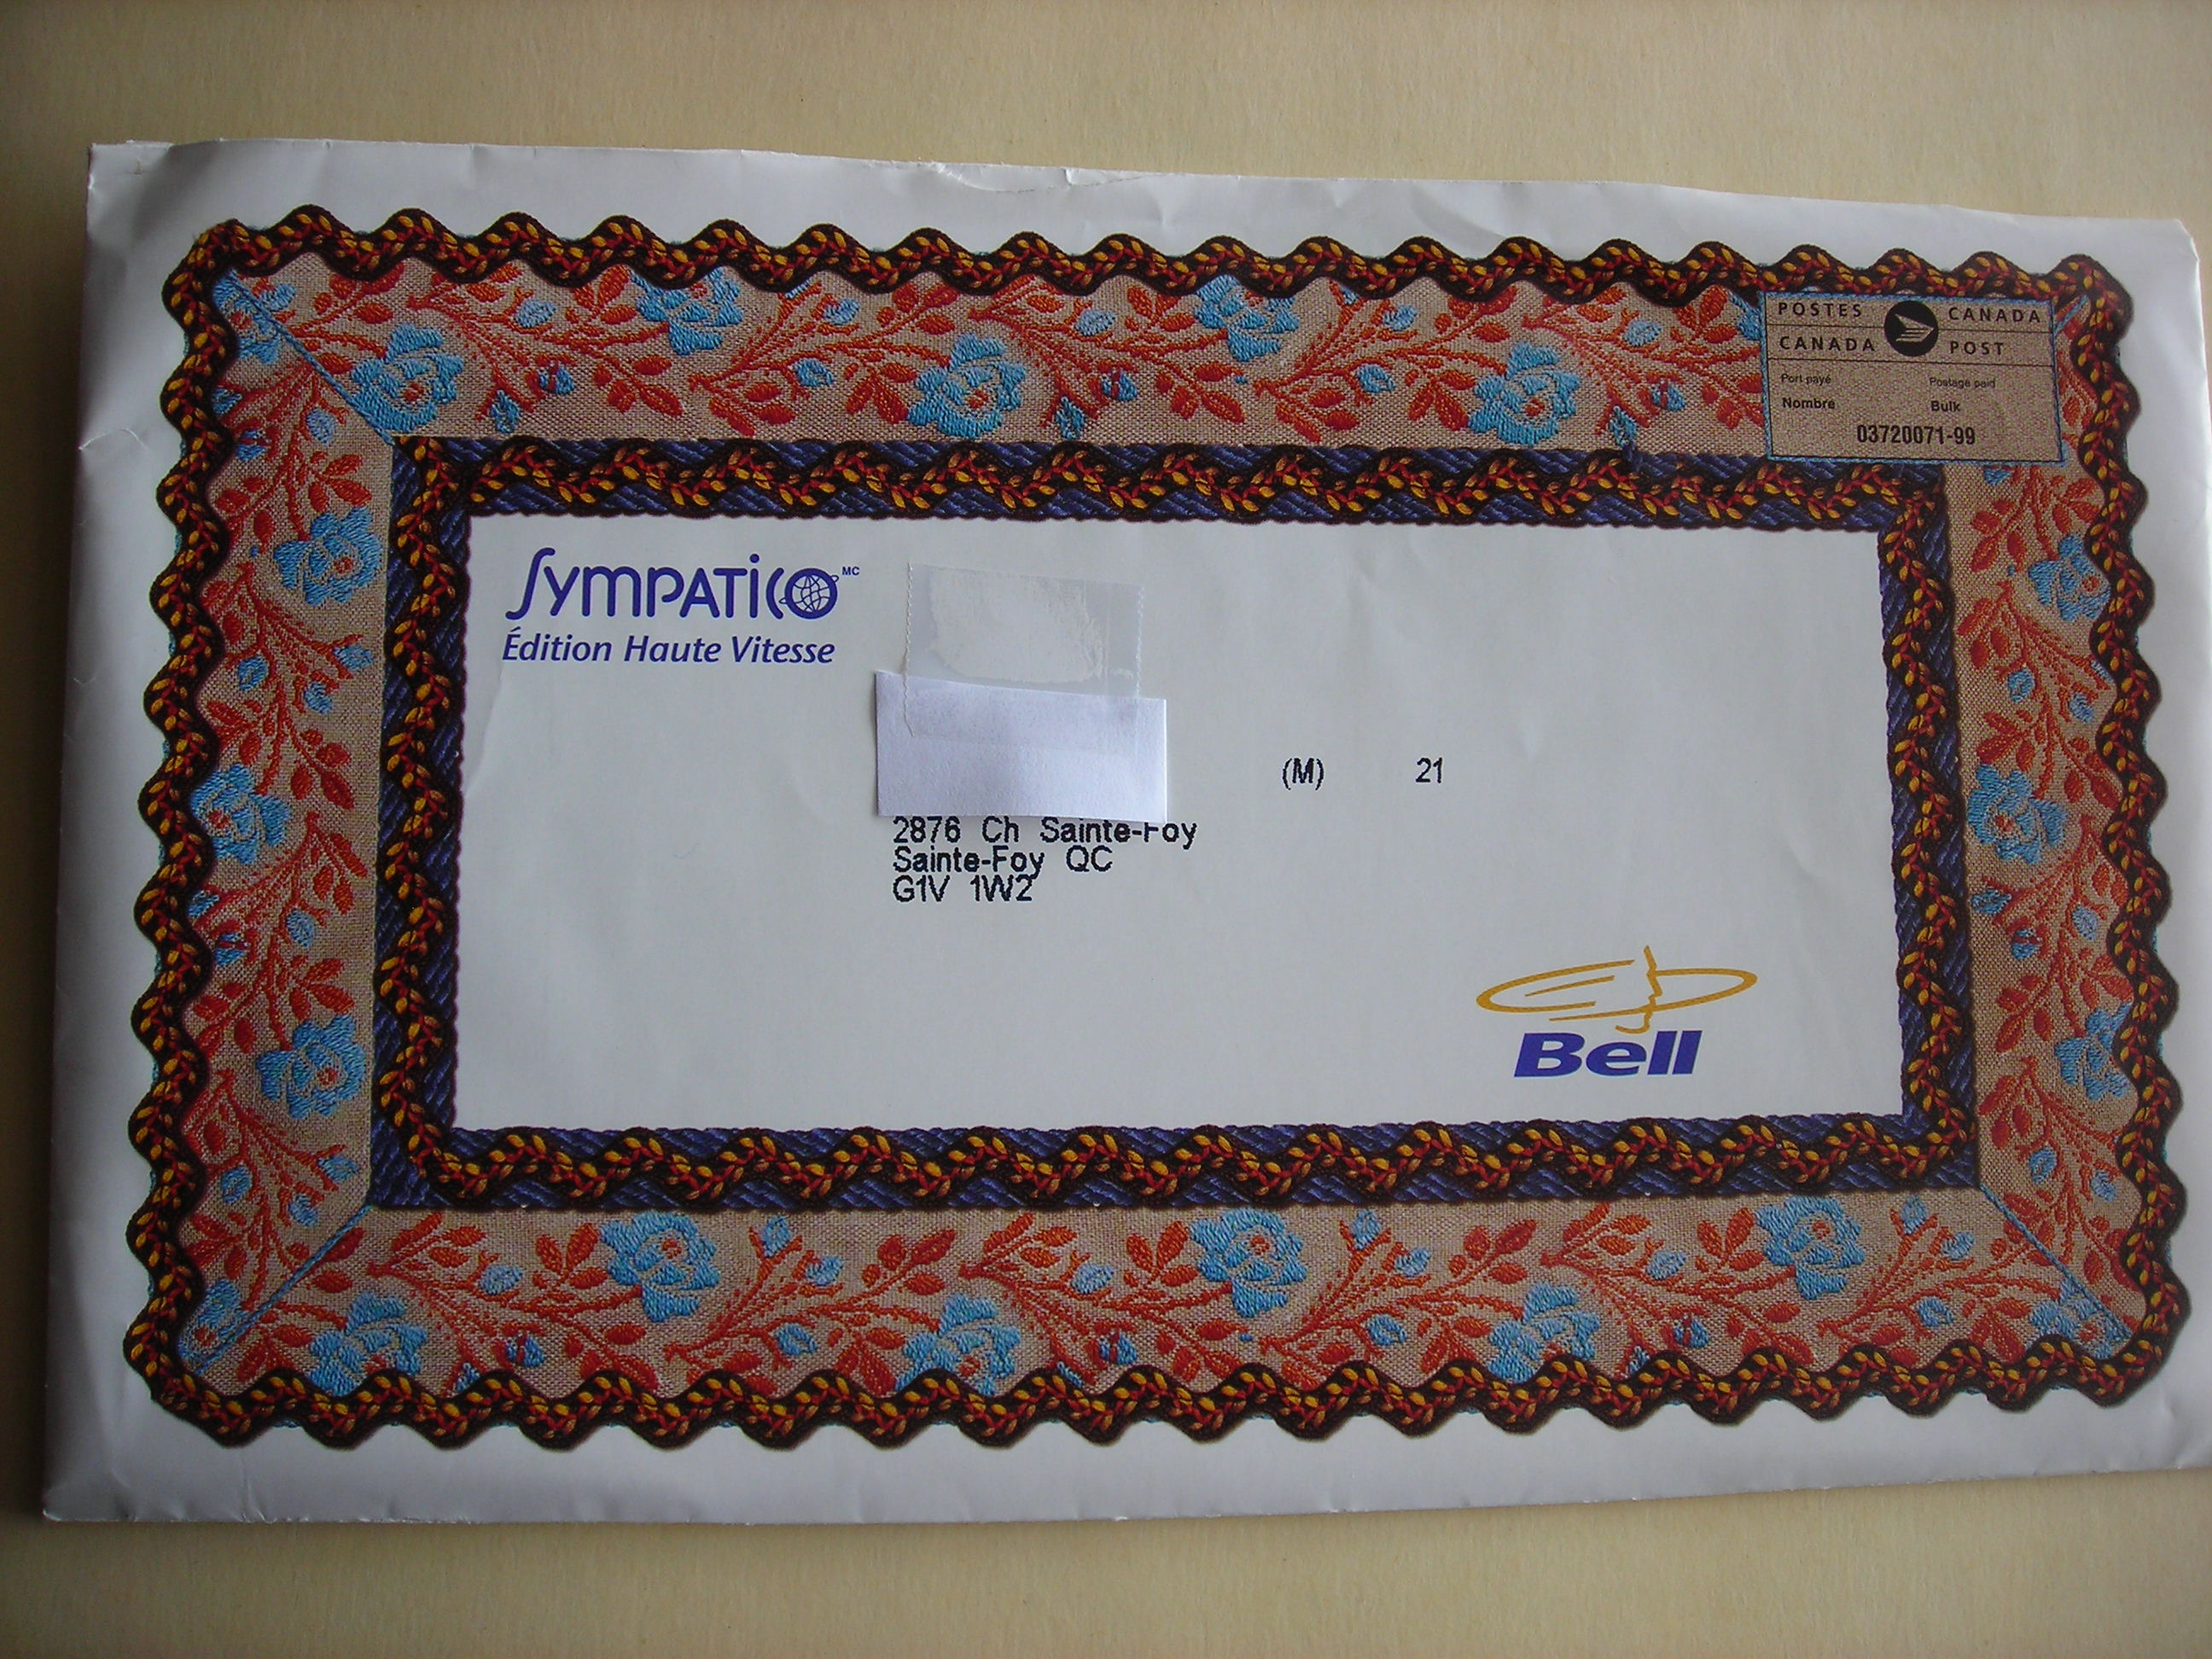 POSTES CANADA
CANADA POST
Port payé Postage paid
Nombre Bulk
03720071-99
SYMPATICO MC
Édition Haute Vitesse
(M) 21
2876 Ch Sainte-Foy
Sainte-Foy QC
G1V 1W2
Bell